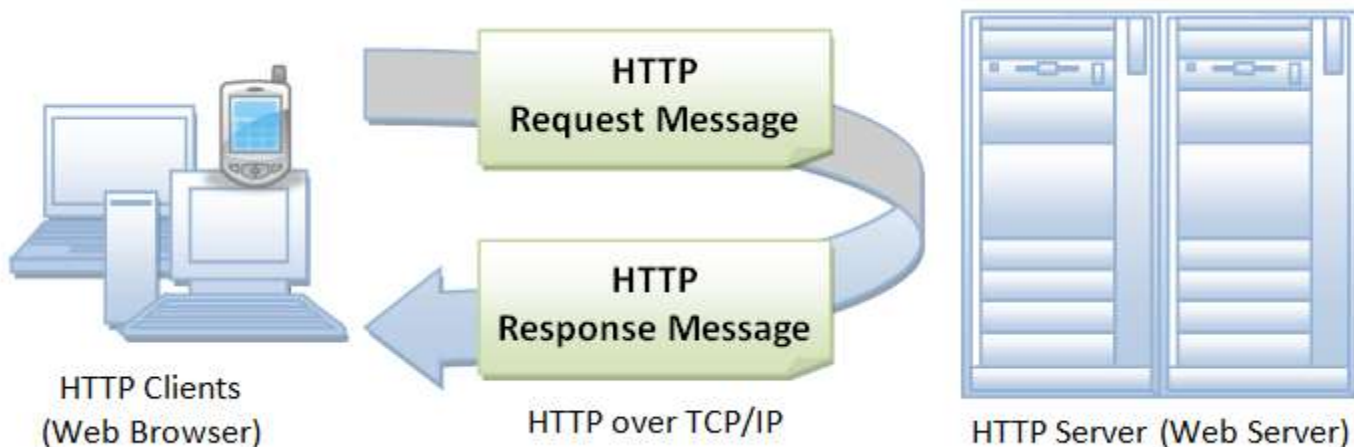 HTTP
Request Message
HTTP
Response Message
HTTP Clients
(Web Browser)
HTTP over TCP/IP
HTTP Server (Web Server)